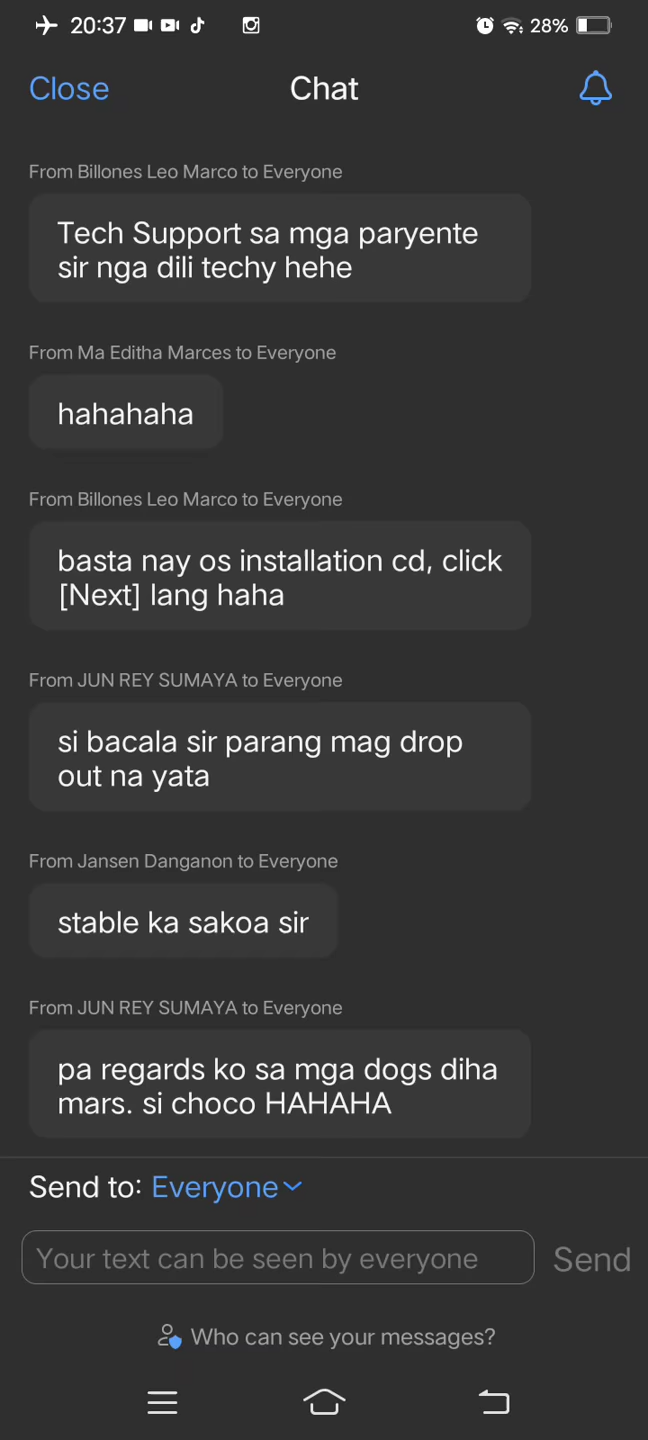 20:37
28%
Close
Chat
From Billones Leo Marco to Everyone
Tech Support sa mga paryente
sir nga dili techy hehe
From Ma Editha Marces to Everyone
hahahaha
From Billones Leo Marco to Everyone
basta nay os installation cd, click
[Next] lang haha
From JUN REY SUMAYA to Everyone
si bacala sir parang mag drop
out na yata
From Jansen Danganon to Everyone
stable ka sakoa sir
From JUN REY SUMAYA to Everyone
pa regards ko sa mga dogs diha
mars. si choco HAHAHA
Send to: Everyone
Your text can be seen by everyone
Send
Who can see your messages?